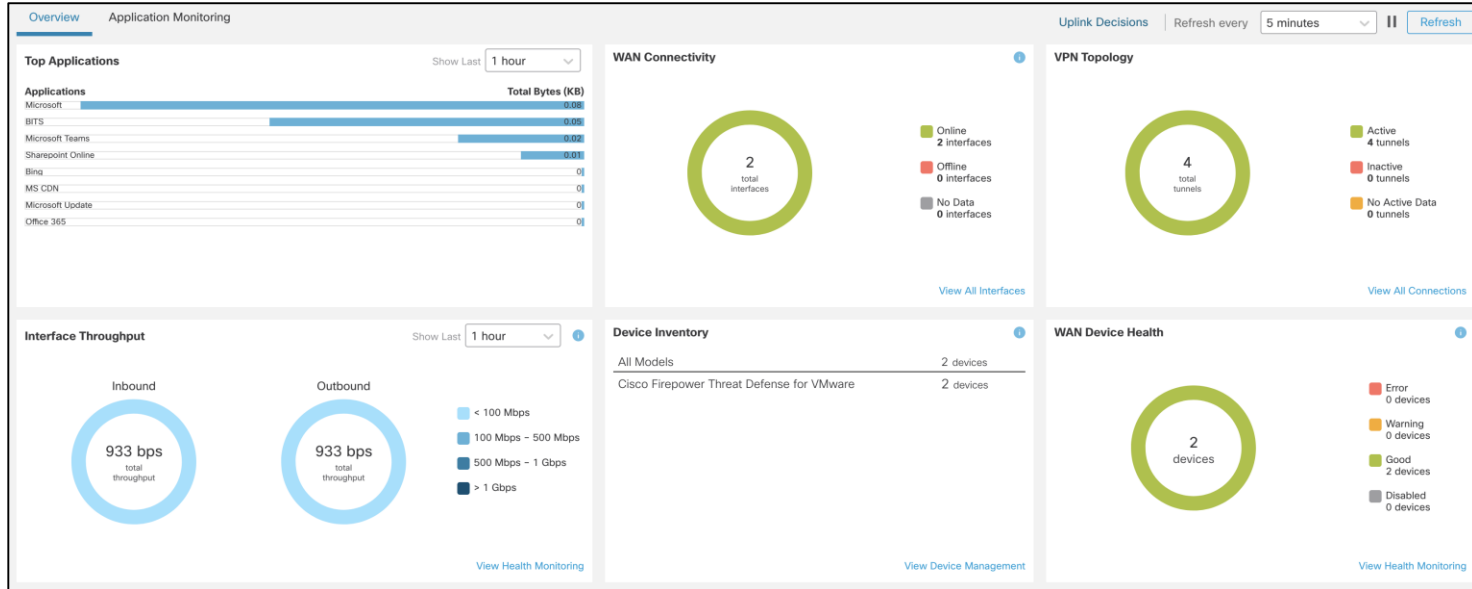 Overview Application Monitoring Uplink Decisions Refresh every 5 minutes Refresh
Top Applications Show Last 1 hour
Applications Total Bytes (KB)
Microsoft 0.08
BITS 0.05
Microsoft Teams 0.02
Sharepoint Online 0.01
Bing 0
MS CDN 0
Microsoft Update 0
Office 365 0
WAN Connectivity
2
total
interfaces
Online
2 interfaces
Offline
0 interfaces
No Data
0 interfaces
View All Interfaces
VPN Topology
4
total
tunnels
Active
4 tunnels
Inactive
0 tunnels
No Active Data
0 tunnels
View All Connections
Interface Throughput Show Last 1 hour
Inbound Outbound
933 bps
total
throughput
933 bps
total
throughput
< 100 Mbps
100 Mbps - 500 Mbps
500 Mbps - 1 Gbps
> 1 Gbps
View Health Monitoring
Device Inventory
All Models 2 devices
Cisco Firepower Threat Defense for VMware 2 devices
View Device Management
WAN Device Health
2
devices
Error
0 devices
Warning
0 devices
Good
2 devices
Disabled
0 devices
View Health Monitoring